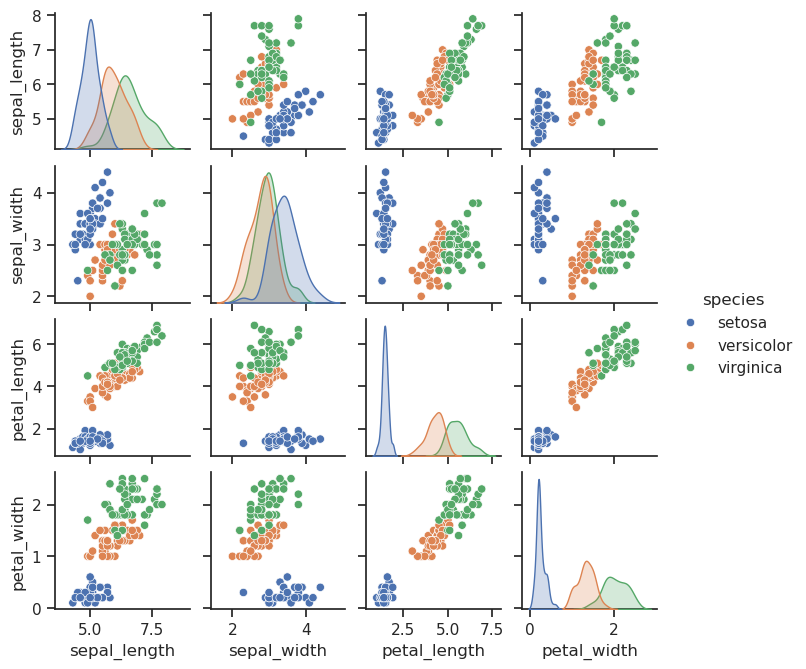 8
7
6
5
sepal_length
4
3
2
sepal_width
6
4
2
petal_length
2
1
0
petal_width
5.0 7.5 2 4 2.5 5.0 7.5 0 2
sepal_length sepal_width petal_length petal_width
species
setosa
versicolor
virginica